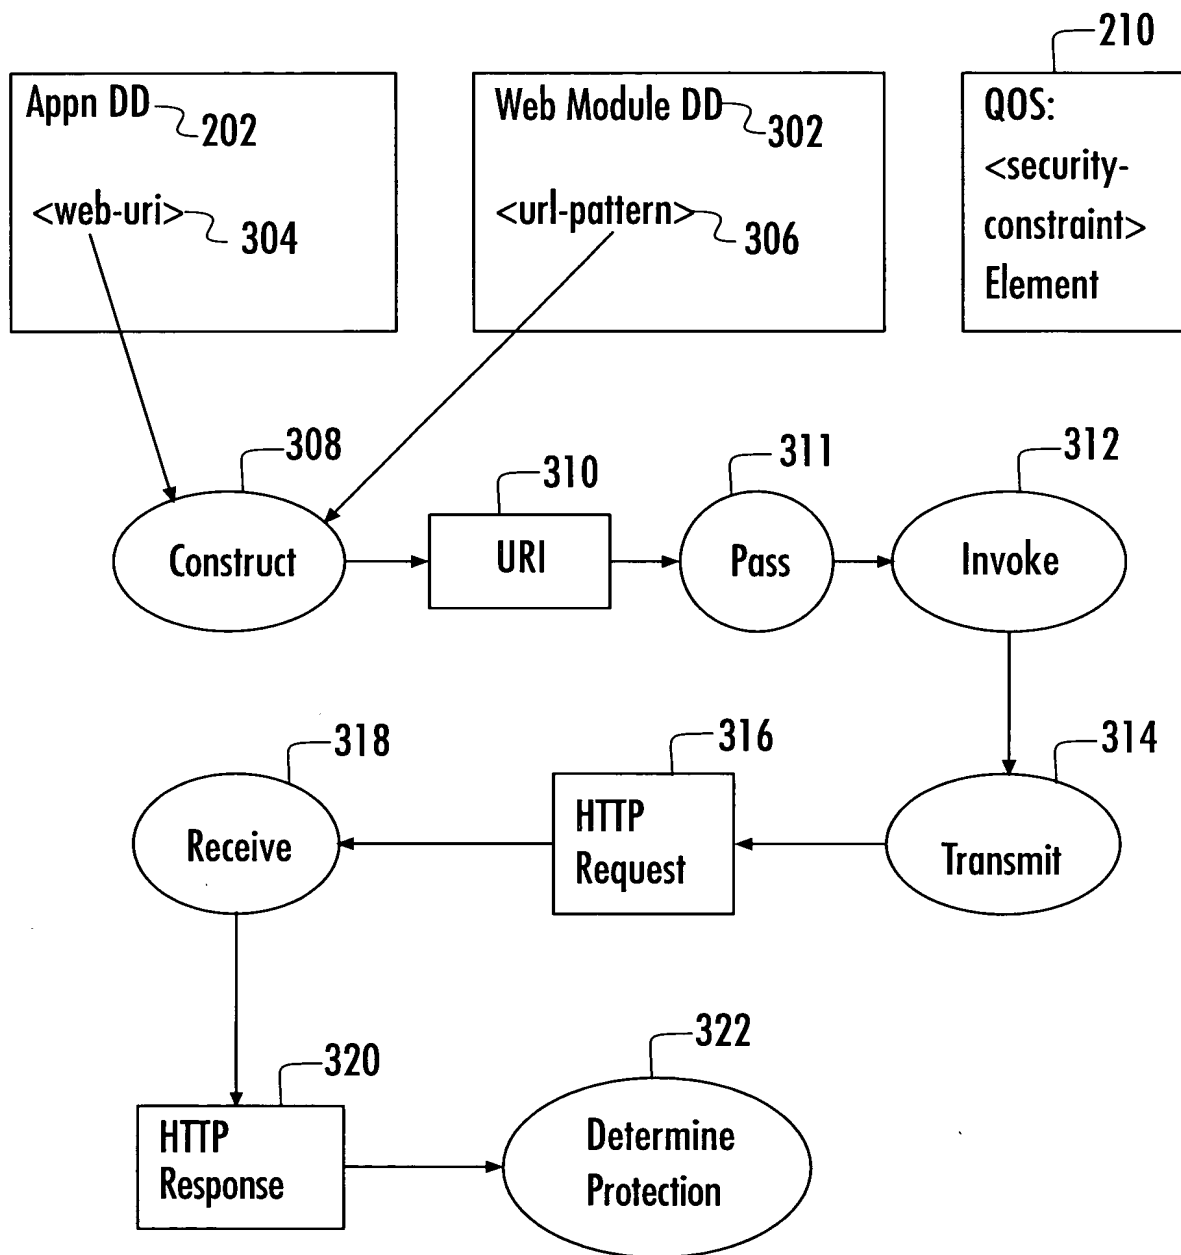 210
Appn DD
202
<web-uri>
304
Web Module DD
302
<url-pattern>
306
QOS:
<security-
constraint>
Element
308
Construct
310
URI
311
Pass
312
Invoke
318
Receive
316
HTTP
Request
314
Transmit
320
HTTP
Response
322
Determine
Protection